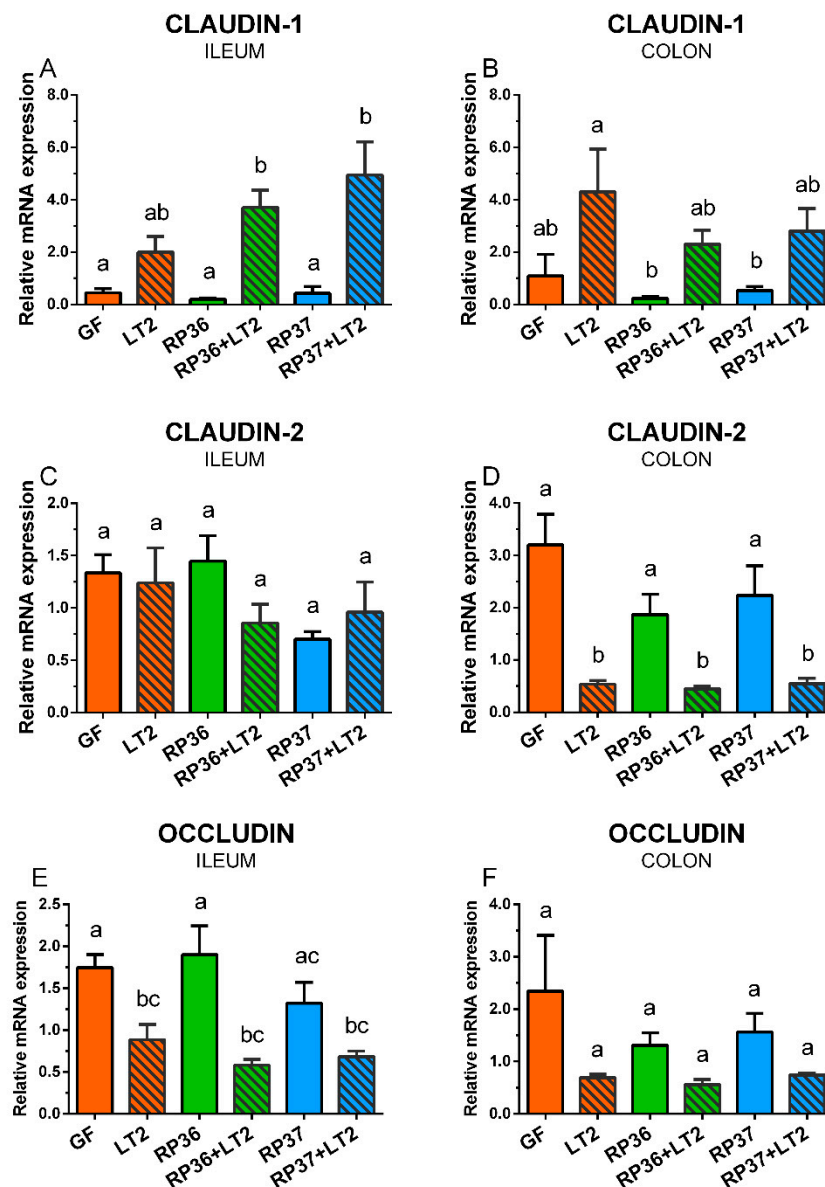 CLAUDIN-1
ILEUM
A
Relative mRNA expression
8.0
6.0
4.0
2.0
0.0
a
ab
a
b
a
b
GF
LT2
RP36
RP36+LT2
RP37
RP37+LT2
CLAUDIN-1
COLON
B
Relative mRNA expression
8.0
6.0
4.0
2.0
0.0
ab
a
b
ab
b
ab
GF
LT2
RP36
RP36+LT2
RP37
RP37+LT2
CLAUDIN-2
ILEUM
C
Relative mRNA expression
2.0
1.5
1.0
0.5
0.0
a
a
a
a
a
a
GF
LT2
RP36
RP36+LT2
RP37
RP37+LT2
CLAUDIN-2
COLON
D
Relative mRNA expression
4.0
3.0
2.0
1.0
0.0
a
b
a
b
a
b
GF
LT2
RP36
RP36+LT2
RP37
RP37+LT2
OCCLUDIN
ILEUM
E
Relative mRNA expression
2.5
2.0
1.5
1.0
0.5
0.0
a
bc
a
bc
ac
bc
GF
LT2
RP36
RP36+LT2
RP37
RP37+LT2
OCCLUDIN
COLON
F
Relative mRNA expression
4.0
3.0
2.0
1.0
0.0
a
a
a
a
a
a
GF
LT2
RP36
RP36+LT2
RP37
RP37+LT2